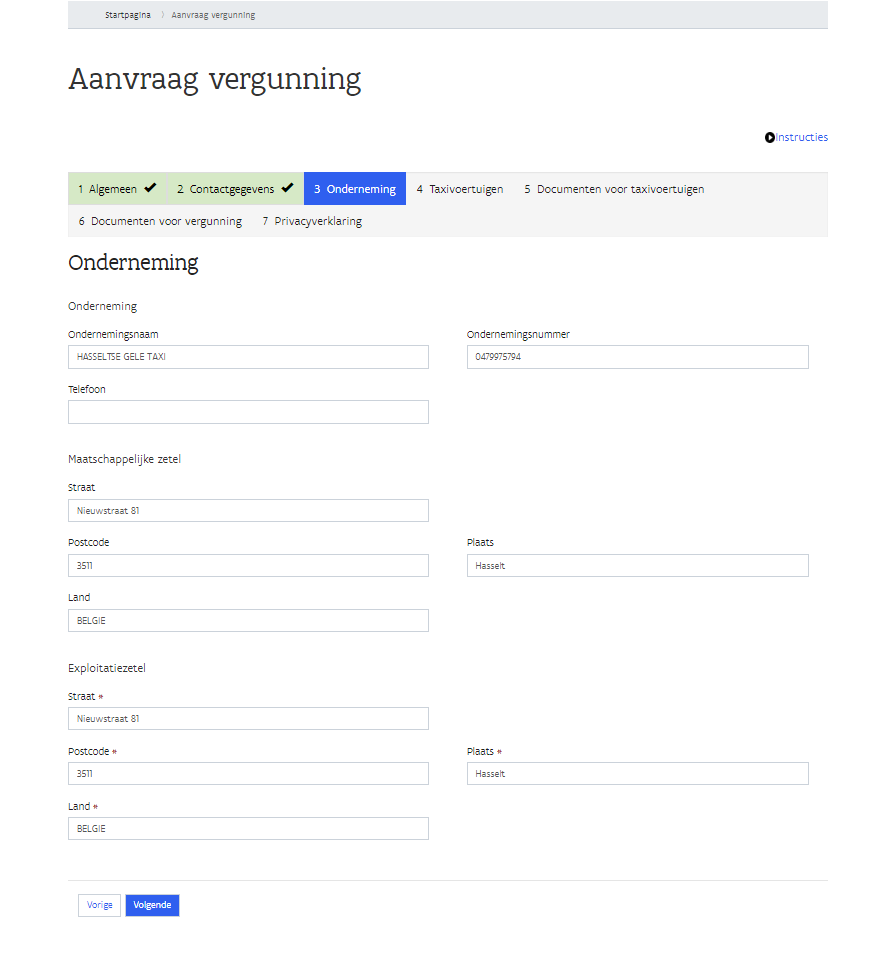 Startpagina 〉 Aanvraag vergunning
Aanvraag vergunning
Instructies
1 Algemeen ✔ 2 Contactgegevens ✔ 3 Onderneming 4 Taxivoertuigen 5 Documenten voor taxivoertuigen
6 Documenten voor vergunning 7 Privacyverklaring
Onderneming
Onderneming
Ondernemingsnaam Ondernemingsnummer
HASSELTSE GELE TAXI 0479975794
Telefoon
Maatschappelijke zetel
Straat
Nieuwstraat 81
Postcode Plaats
3511 Hasselt
Land
BELGIE
Exploitatiezetel
Straat *
Nieuwstraat 81
Postcode * Plaats *
3511 Hasselt
Land *
BELGIE
Vorige Volgende